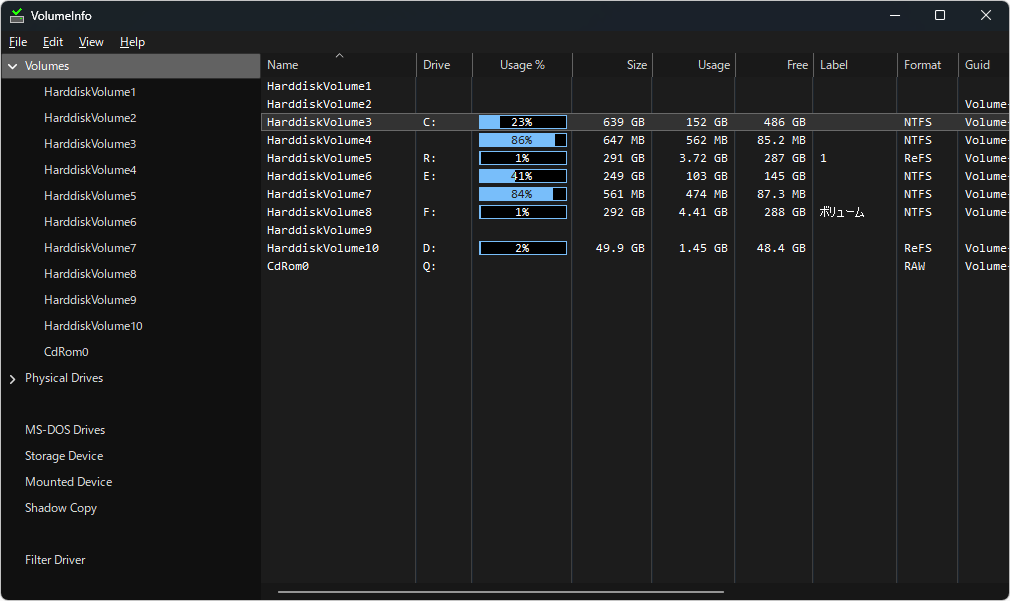 VolumeInfo
File Edit View Help
Volumes
HarddiskVolume1
HarddiskVolume2
HarddiskVolume3
HarddiskVolume4
HarddiskVolume5
HarddiskVolume6
HarddiskVolume7
HarddiskVolume8
HarddiskVolume9
HarddiskVolume10
CdRom0
Physical Drives
MS-DOS Drives
Storage Device
Mounted Device
Shadow Copy
Filter Driver
Name Drive Usage % Size Usage Free Label Format Guid
HarddiskVolume1
HarddiskVolume2 Volume
HarddiskVolume3 C: 23% 639 GB 152 GB 486 GB NTFS Volume
HarddiskVolume4 86% 647 MB 562 MB 85.2 MB NTFS Volume
HarddiskVolume5 R: 1% 291 GB 3.72 GB 287 GB 1 ReFS Volume
HarddiskVolume6 E: 41% 249 GB 103 GB 145 GB NTFS Volume
HarddiskVolume7 84% 561 MB 474 MB 87.3 MB NTFS Volume
HarddiskVolume8 F: 1% 292 GB 4.41 GB 288 GB ボリューム NTFS Volume
HarddiskVolume9
HarddiskVolume10 D: 2% 49.9 GB 1.45 GB 48.4 GB ReFS Volume
CdRom0 Q: RAW Volume